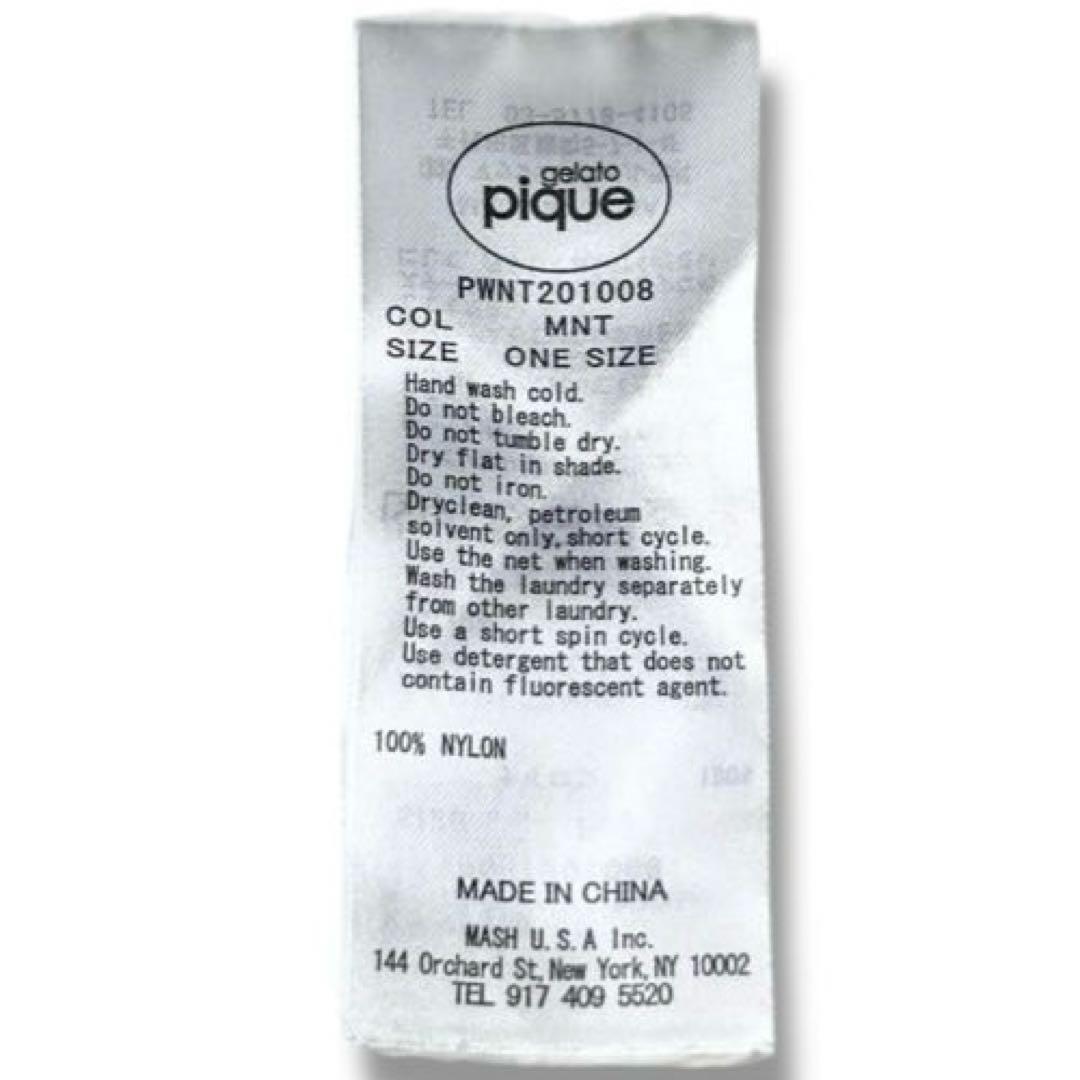 gelato
pique
PWNT201008
COL MNT
SIZE ONE SIZE
Hand wash cold.
Do not bleach.
Do not tumble dry.
Dry flat in shade.
Do not iron.
Dryclean, petroleum
solvent only, short cycle.
Use the net when washing.
Wash the laundry separately
from other laundry.
Use a short spin cycle.
Use detergent that does not
contain fluorescent agent.
100% NYLON
MADE IN CHINA
MASH U.S.A Inc.
144 Orchard St, New York, NY 10002
TEL 917 409 5520